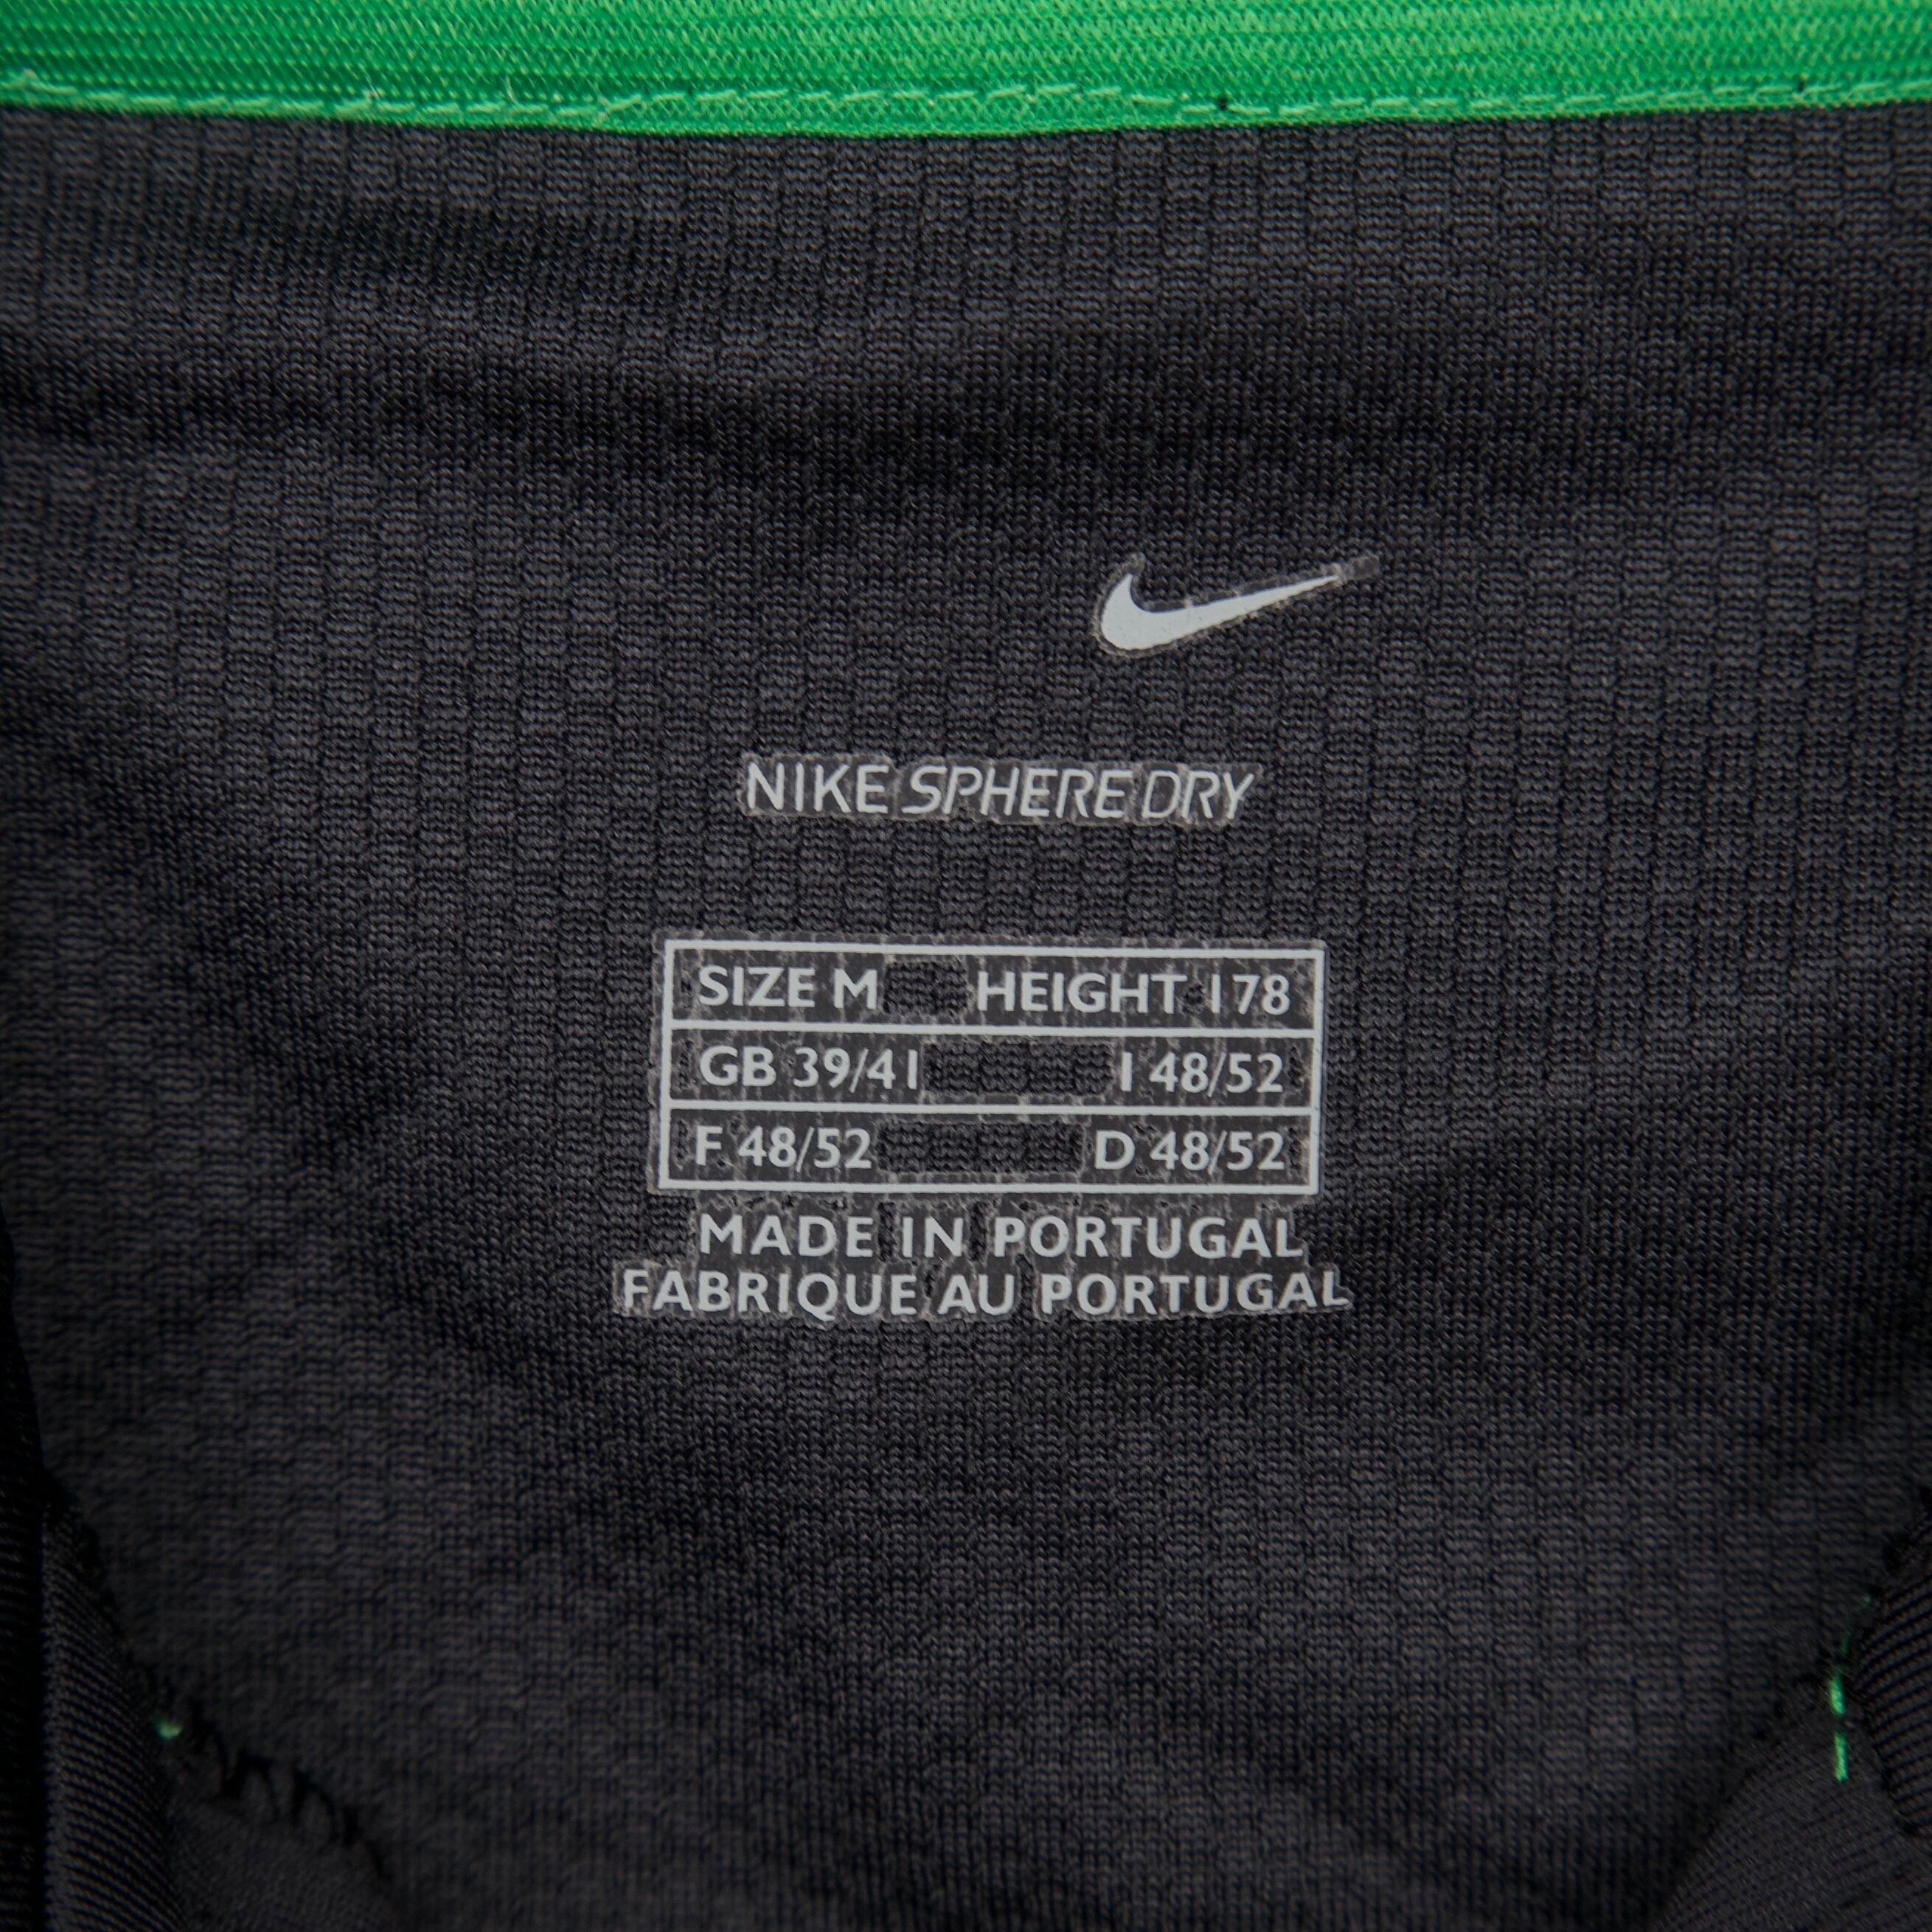 NIKE SPHERE DRY
SIZE M HEIGHT 178
GB 39/41 I 48/52
F 48/52 D 48/52
MADE IN PORTUGAL
FABRIQUE AU PORTUGAL